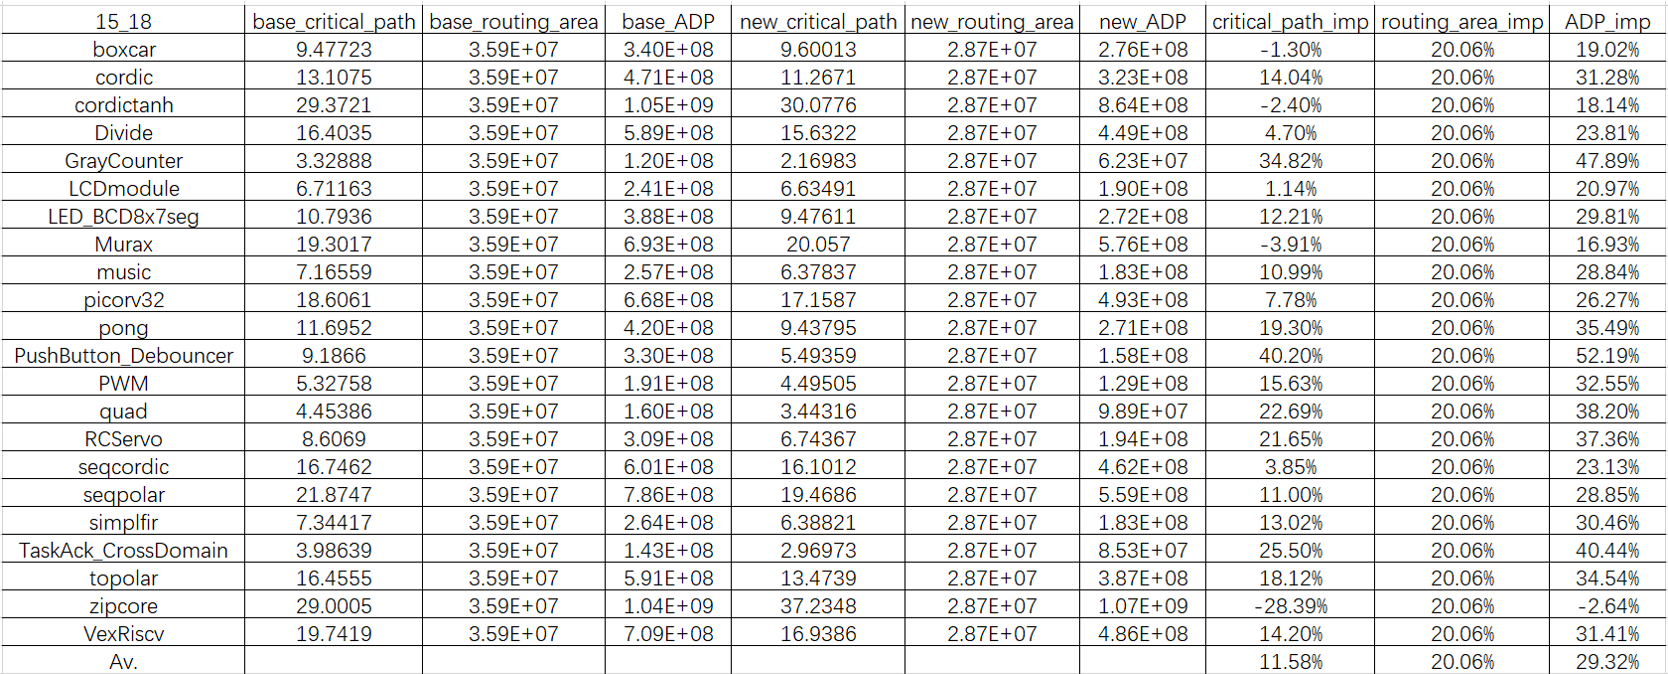 15_18 base_critical_path base_routing_area base_ADP new_critical_path new_routing_area new_ADP critical_path_imp routing_area_imp ADP_imp
boxcar 9.47723 3.59E+07 3.40E+08 9.60013 2.87E+07 2.76E+08 -1.30% 20.06% 19.02%
cordic 13.1075 3.59E+07 4.71E+08 11.2671 2.87E+07 3.23E+08 14.04% 20.06% 31.28%
cordictanh 29.3721 3.59E+07 1.05E+09 30.0776 2.87E+07 8.64E+08 -2.40% 20.06% 18.14%
Divide 16.4035 3.59E+07 5.89E+08 15.6322 2.87E+07 4.49E+08 4.70% 20.06% 23.81%
GrayCounter 3.32888 3.59E+07 1.20E+08 2.16983 2.87E+07 6.23E+07 34.82% 20.06% 47.89%
LCDmodule 6.71163 3.59E+07 2.41E+08 6.63491 2.87E+07 1.90E+08 1.14% 20.06% 20.97%
LED_BCD8x7seg 10.7936 3.59E+07 3.88E+08 9.47611 2.87E+07 2.72E+08 12.21% 20.06% 29.81%
Murax 19.3017 3.59E+07 6.93E+08 20.057 2.87E+07 5.76E+08 -3.91% 20.06% 16.93%
music 7.16559 3.59E+07 2.57E+08 6.37837 2.87E+07 1.83E+08 10.99% 20.06% 28.84%
picorv32 18.6061 3.59E+07 6.68E+08 17.1587 2.87E+07 4.93E+08 7.78% 20.06% 26.27%
pong 11.6952 3.59E+07 4.20E+08 9.43795 2.87E+07 2.71E+08 19.30% 20.06% 35.49%
PushButton_Debouncer 9.1866 3.59E+07 3.30E+08 5.49359 2.87E+07 1.58E+08 40.20% 20.06% 52.19%
PWM 5.32758 3.59E+07 1.91E+08 4.49505 2.87E+07 1.29E+08 15.63% 20.06% 32.55%
quad 4.45386 3.59E+07 1.60E+08 3.44316 2.87E+07 9.89E+07 22.69% 20.06% 38.20%
RCServo 8.6069 3.59E+07 3.09E+08 6.74367 2.87E+07 1.94E+08 21.65% 20.06% 37.36%
seqcordic 16.7462 3.59E+07 6.01E+08 16.1012 2.87E+07 4.62E+08 3.85% 20.06% 23.13%
seqpolar 21.8747 3.59E+07 7.86E+08 19.4686 2.87E+07 5.59E+08 11.00% 20.06% 28.85%
simplfir 7.34417 3.59E+07 2.64E+08 6.38821 2.87E+07 1.83E+08 13.02% 20.06% 30.46%
TaskAck_CrossDomain 3.98639 3.59E+07 1.43E+08 2.96973 2.87E+07 8.53E+07 25.50% 20.06% 40.44%
topolar 16.4555 3.59E+07 5.91E+08 13.4739 2.87E+07 3.87E+08 18.12% 20.06% 34.54%
zipcore 29.0005 3.59E+07 1.04E+09 37.2348 2.87E+07 1.07E+09 -28.39% 20.06% -2.64%
VexRiscv 19.7419 3.59E+07 7.09E+08 16.9386 2.87E+07 4.86E+08 14.20% 20.06% 31.41%
Av. 11.58% 20.06% 29.32%